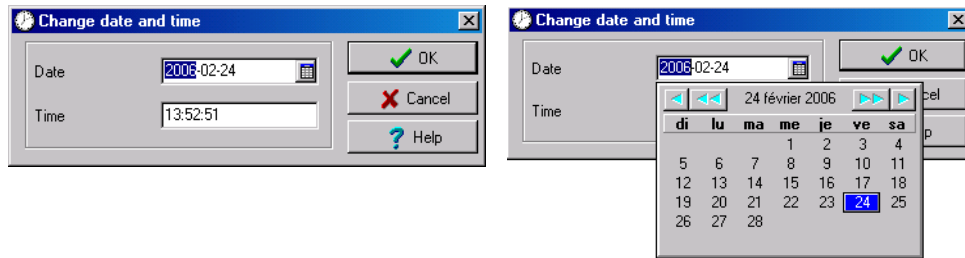 Change date and time
Date 2006-02-24 OK
Time 13:52:51 Cancel
Help
Change date and time
Date 2006-02-24 OK
Time cel
24 février 2006 p
di lu ma me je ve sa
1 2 3 4
5 6 7 8 9 10 11
12 13 14 15 16 17 18
19 20 21 22 23 24 25
26 27 28